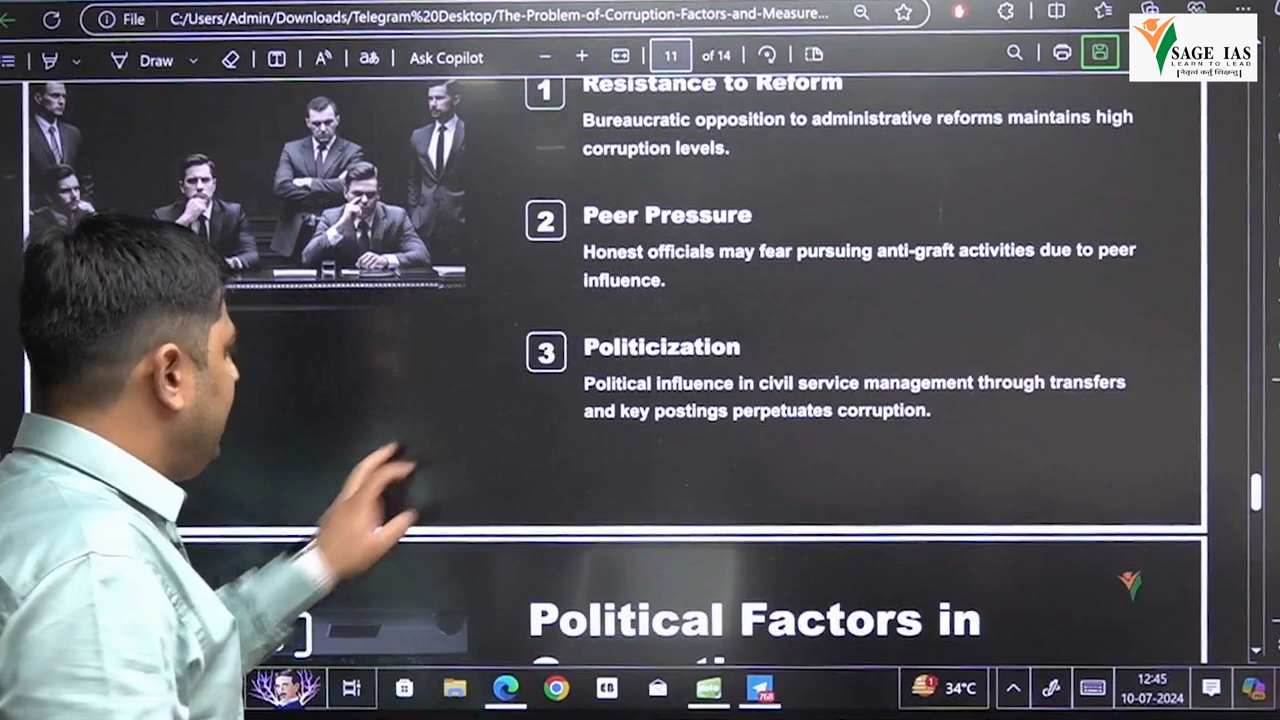 File
C:/Users/Admin/Downloads/Telegram%20Desktop/The-Problem-of-Corruption-Factors-and-Measure...
Draw
Ask Copilot
11 of 14
SAGE IAS
LEARN TO LEAD
नेतृत्वं कर्तुं शिक्षन्तु
1 Resistance to Reform
Bureaucratic opposition to administrative reforms maintains high
corruption levels.
2 Peer Pressure
Honest officials may fear pursuing anti-graft activities due to peer
influence.
3 Politicization
Political influence in civil service management through transfers
and key postings perpetuates corruption.
Political Factors in
34°C
12:45
10-07-2024